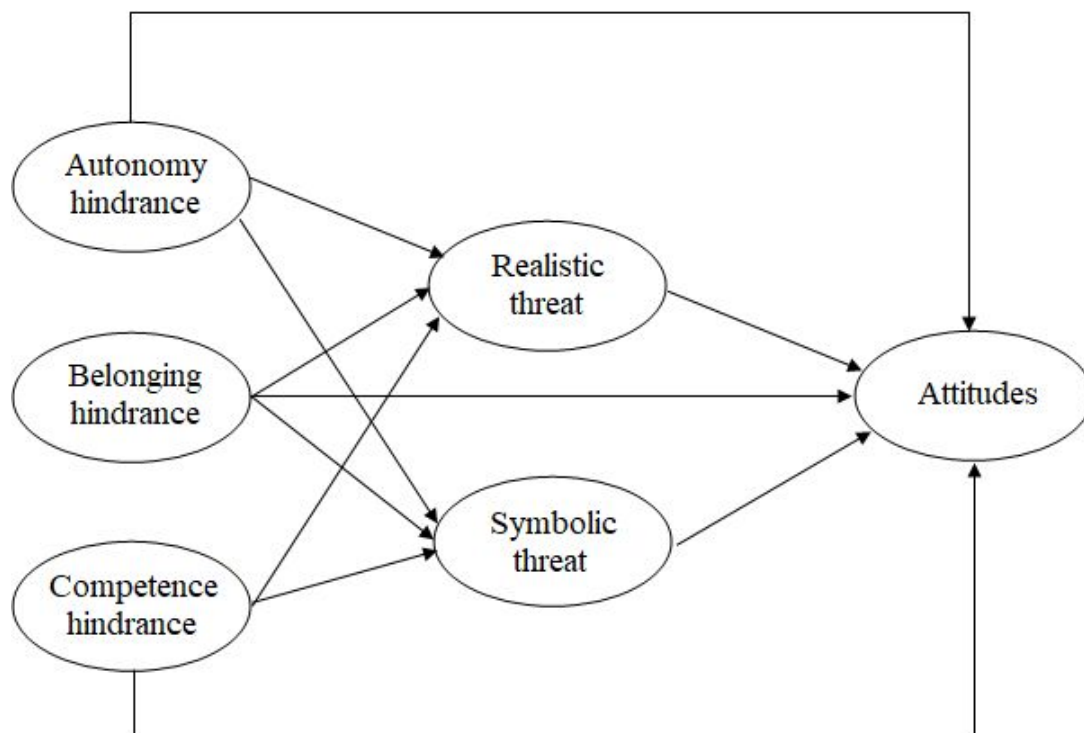 Autonomy
hindrance
Realistic
threat
Belonging
hindrance
Attitudes
Symbolic
threat
Competence
hindrance